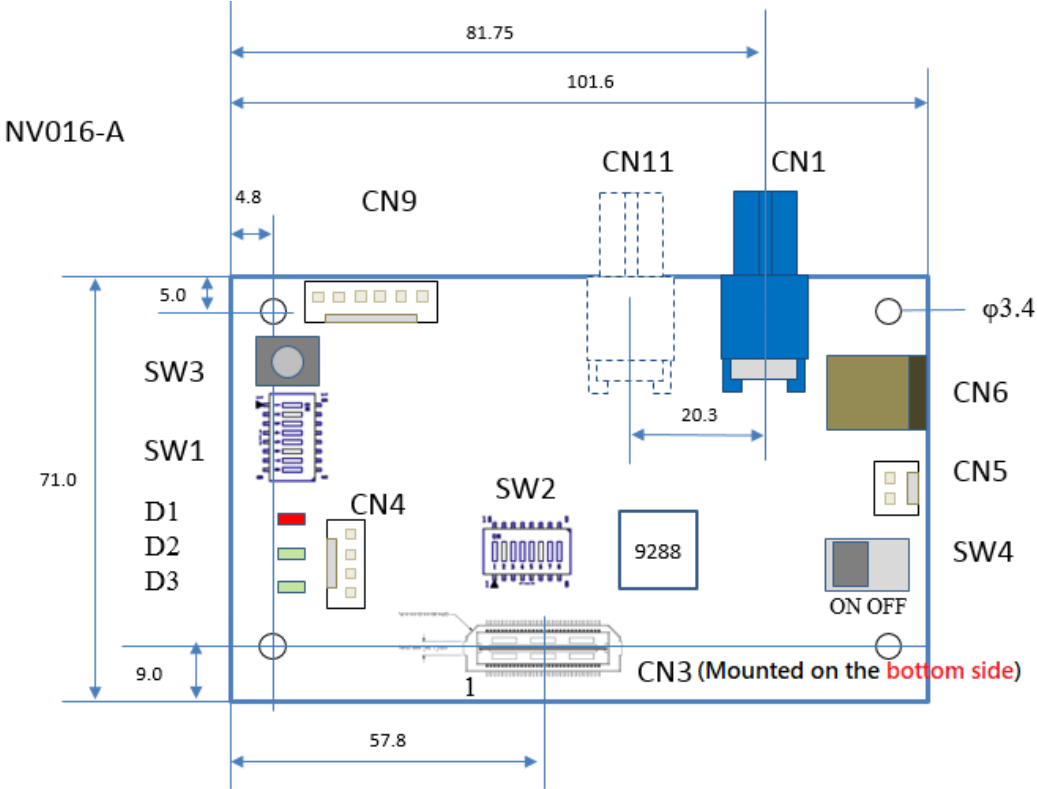 81.75
101.6
NV016-A
CN11 CN1
4.8
CN9
5.0
φ3.4
SW3
CN6
20.3
SW1
CN5
71.0
SW2
CN4
D1
D2
9288
SW4
D3
ON OFF
9.0
1
CN3 (Mounted on the bottom side)
57.8